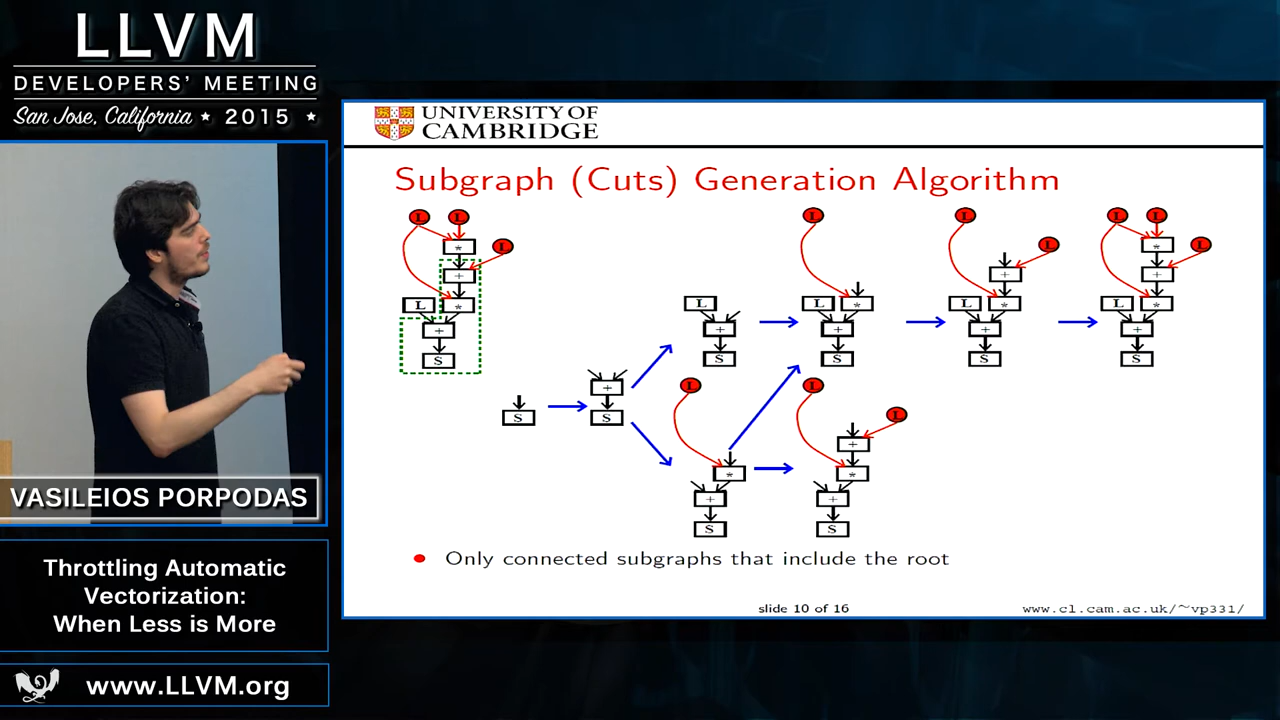 LLVM
DEVELOPERS' MEETING
San Jose, California ★ 2015 ★
UNIVERSITY OF
CAMBRIDGE
Subgraph (Cuts) Generation Algorithm
L L
*
L
+
L *
+
S
S
+
S
L
+
S
L
*
+
S
L
L *
+
S
L
L
+
*
+
S
L
L
+
L *
+
S
L L
*
L
+
L *
+
S
● Only connected subgraphs that include the root
slide 10 of 16
www.cl.cam.ac.uk/~vp331/
VASILEIOS PORPODAS
Throttling Automatic
Vectorization:
When Less is More
www.LLVM.org